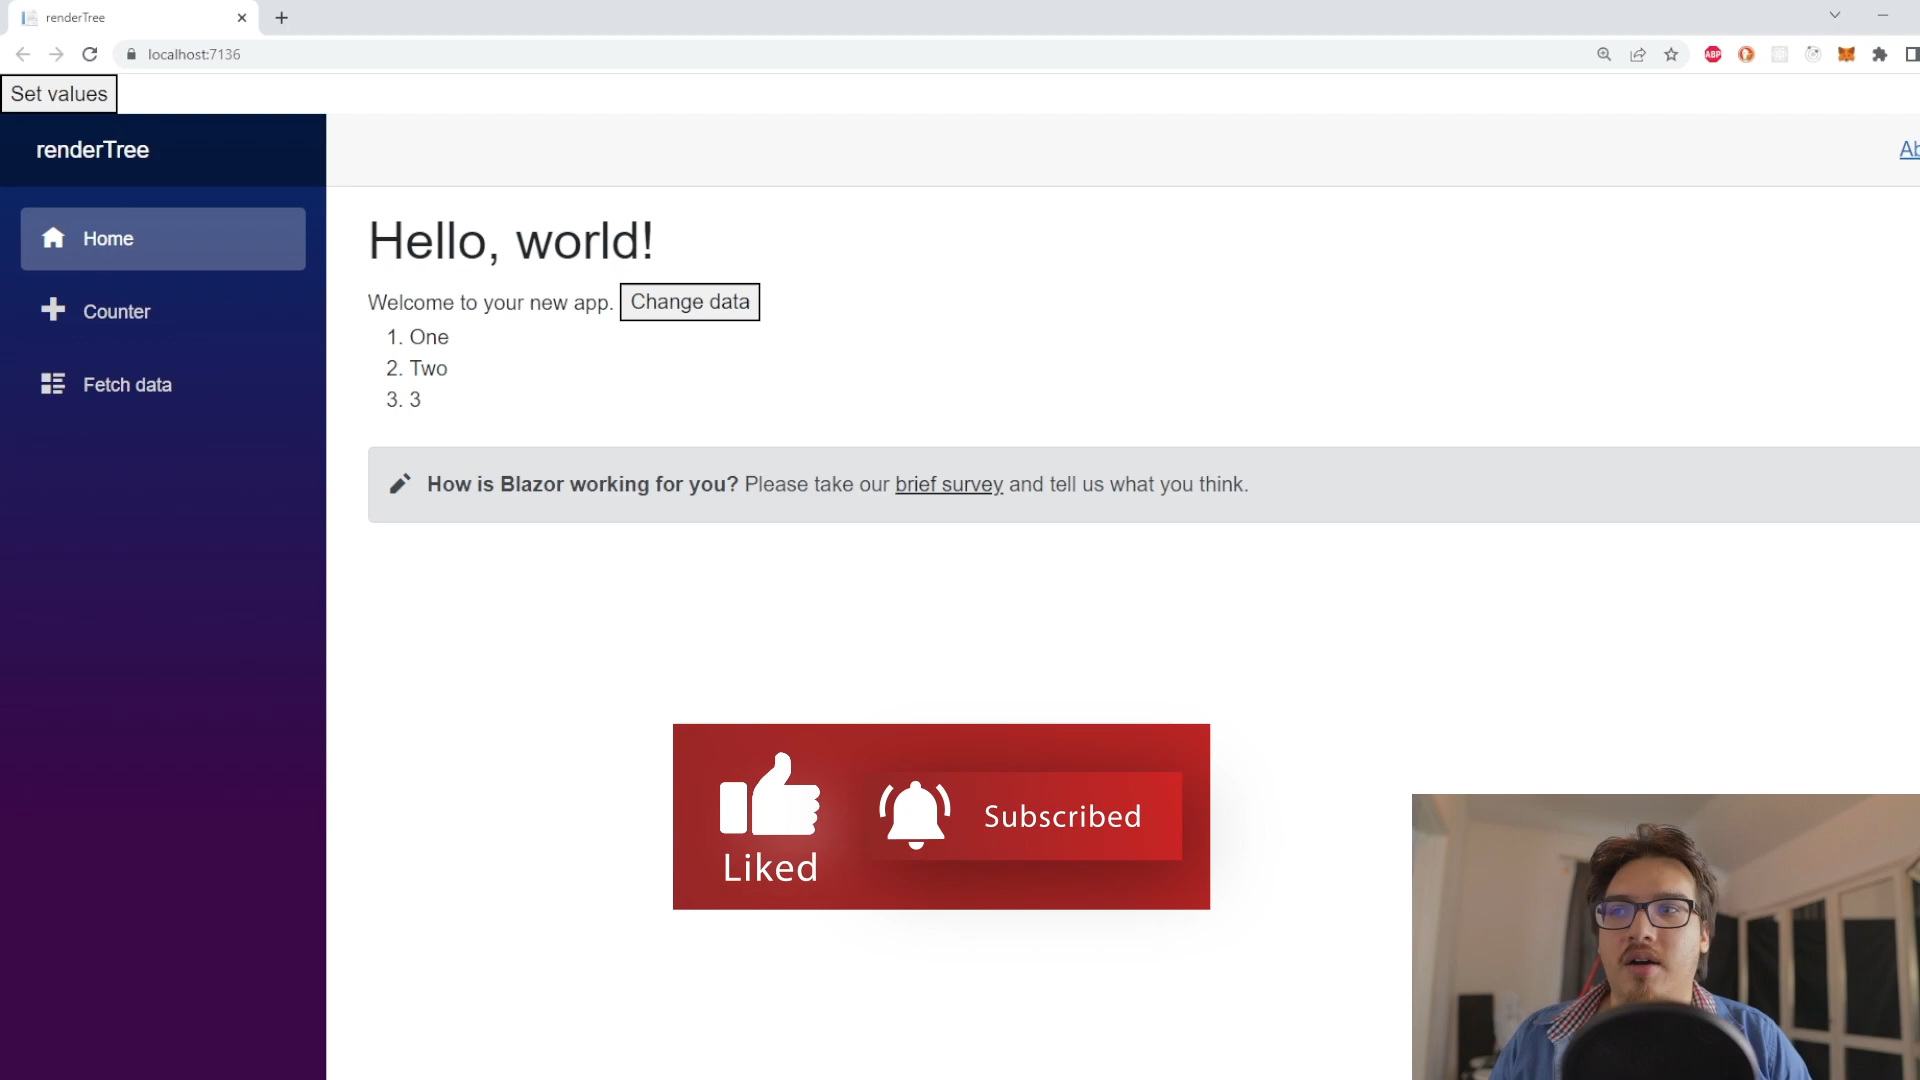 renderTree
localhost:7136
ABP
Set values
renderTree
Ab
Home
Counter
Fetch data
Hello, world!
Welcome to your new app. Change data
1. One
2. Two
3. 3
How is Blazor working for you? Please take our brief survey and tell us what you think.
Liked
Subscribed